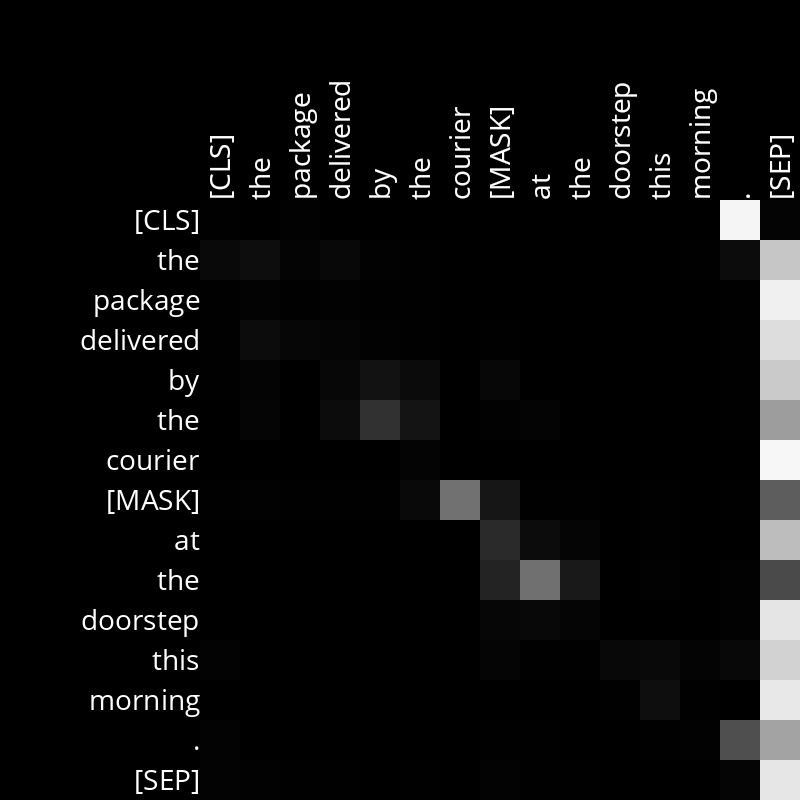 [CLS] the package delivered by the courier [MASK] at the doorstep this morning . [SEP]
[CLS]
the
package
delivered
by
the
courier
[MASK]
at
the
doorstep
this
morning
.
[SEP]